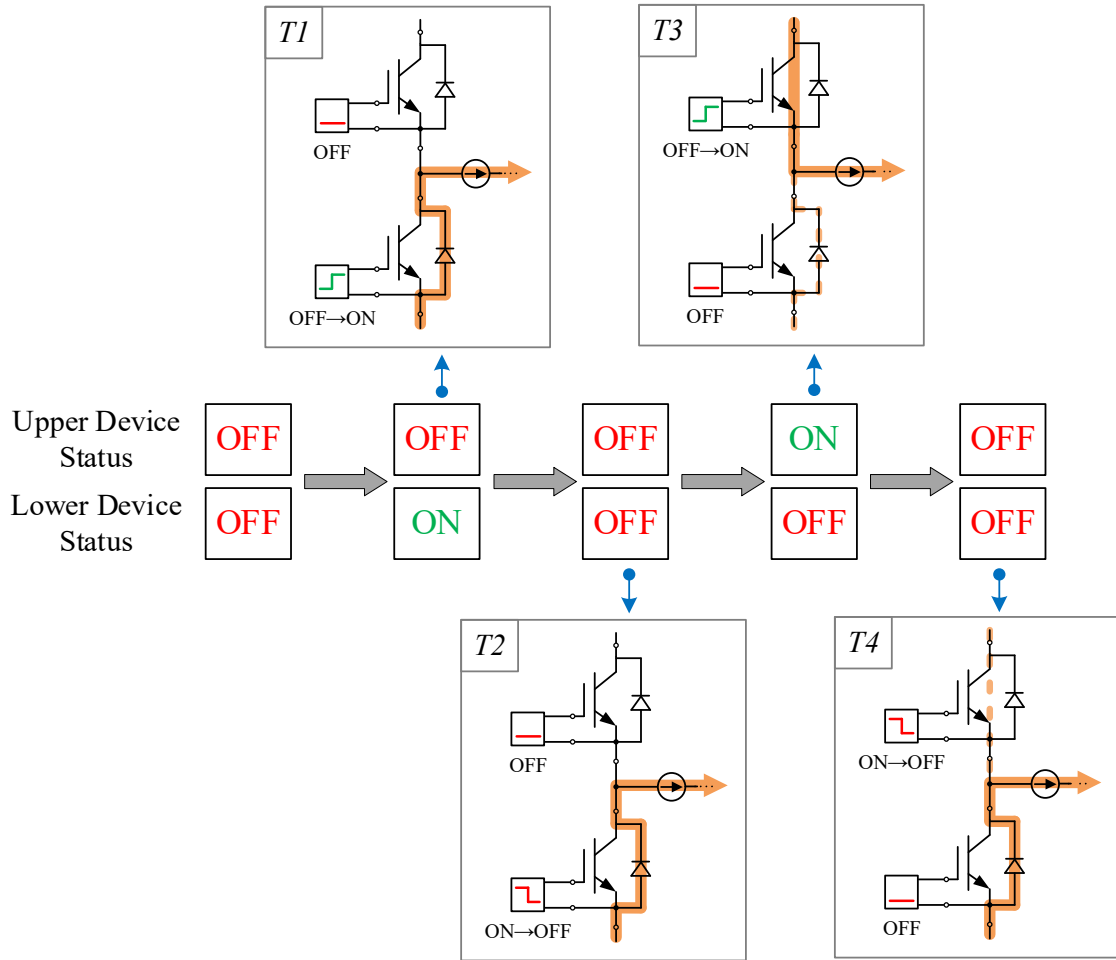 T1
OFF
OFF→ON
T3
OFF→ON
OFF
Upper Device
Status
OFF
OFF
OFF
ON
OFF
Lower Device
Status
OFF
ON
OFF
OFF
OFF
T2
OFF
ON→OFF
T4
ON→OFF
OFF